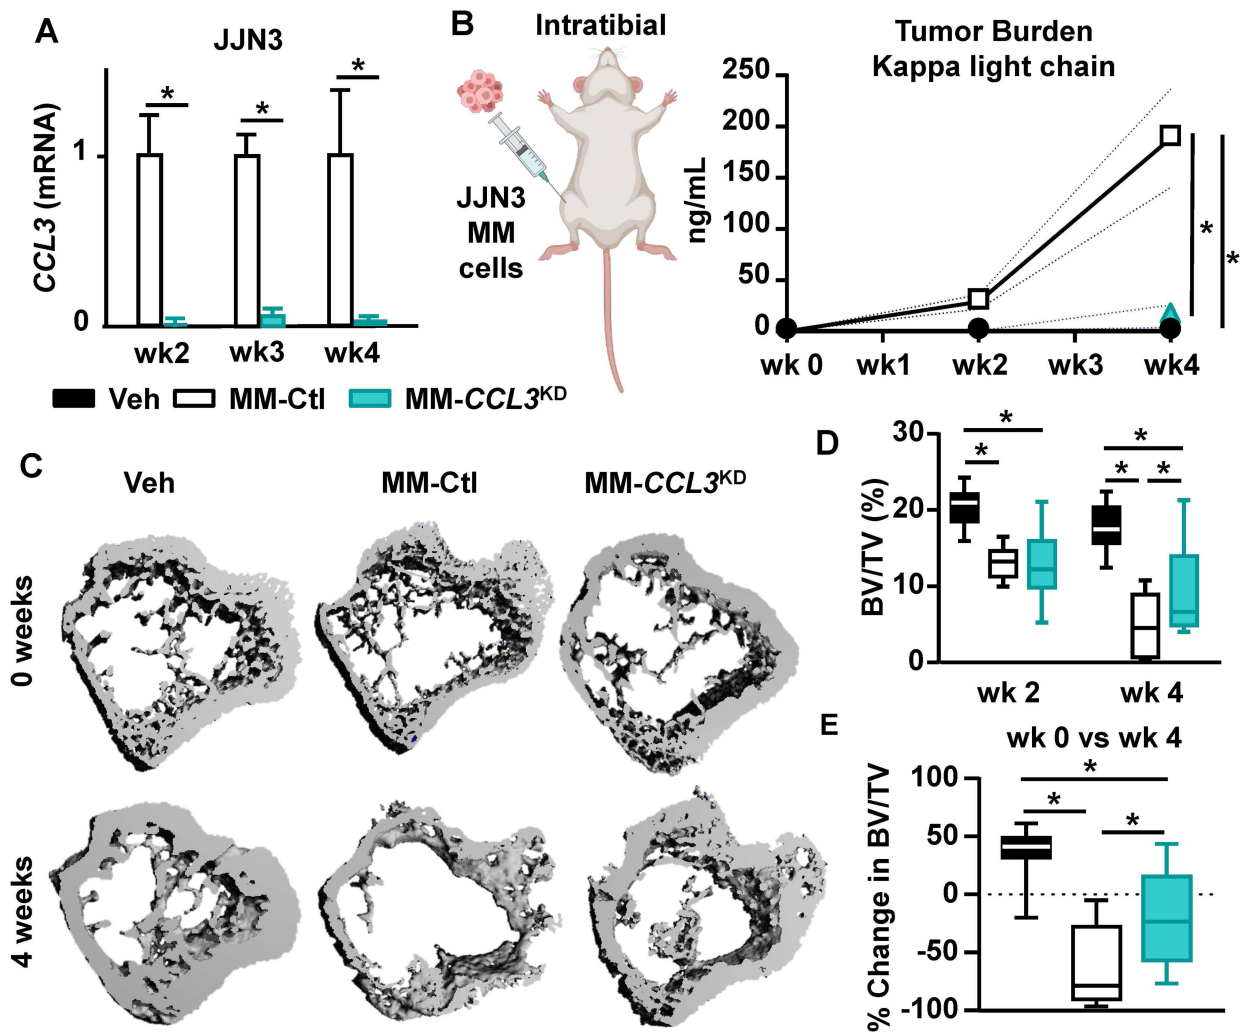 A
JJN3
CCL3 (mRNA)
1
0
*
*
*
wk2
wk3
wk4
Veh
MM-Ctl
MM-CCL3KD
B
Intratibial
JJN3
MM
cells
Tumor Burden
Kappa light chain
ng/mL
250
200
150
100
50
0
wk 0
wk1
wk2
wk3
wk4
*
*
C
Veh
MM-Ctl
MM-CCL3KD
0 weeks
4 weeks
D
BV/TV (%)
30
20
10
0
*
*
*
*
*
wk 2
wk 4
E
wk 0 vs wk 4
% Change in BV/TV
100
50
0
-50
-100
*
*
*